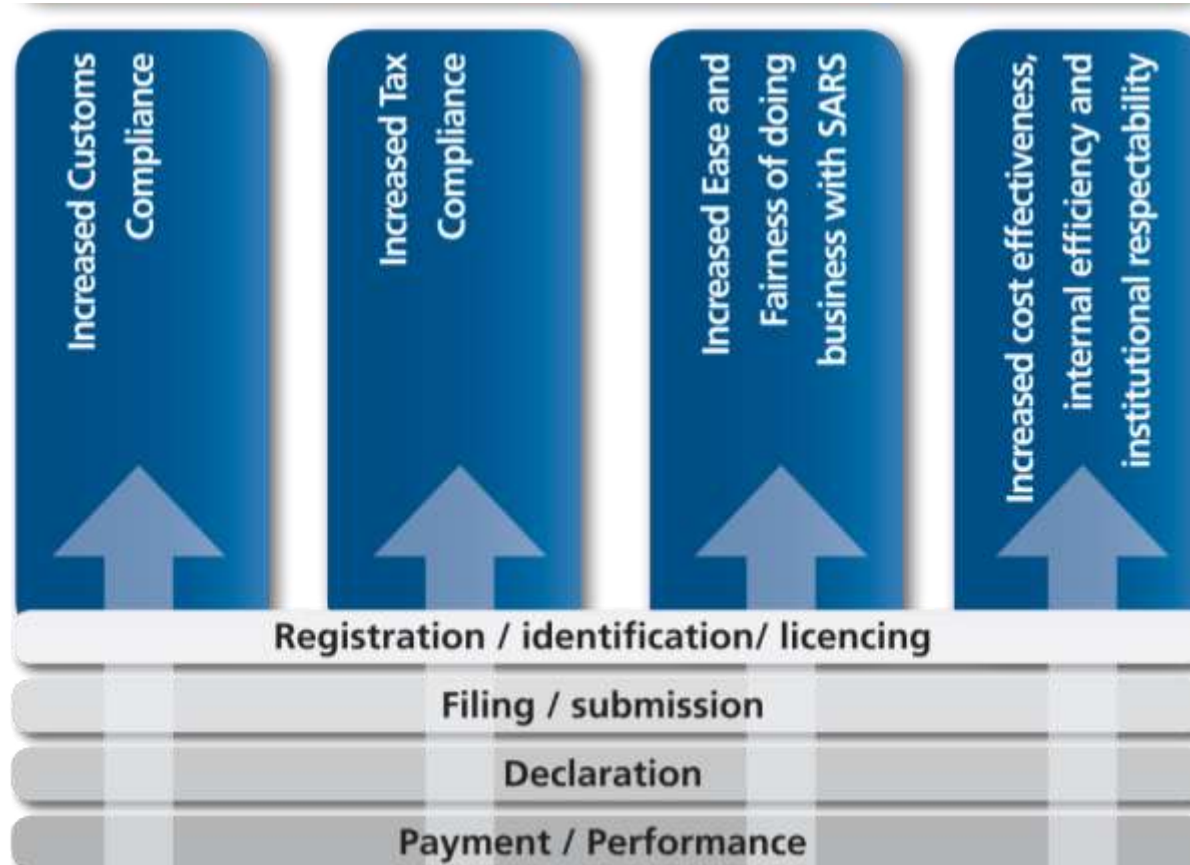 Increased Customs
Compliance
Increased Tax
Compliance
Increased Ease and
Fairness of doing
business with SARS
Increased cost effectiveness,
internal efficiency and
institutional respectability
Registration / identification/ licencing
Filing / submission
Declaration
Payment / Performance